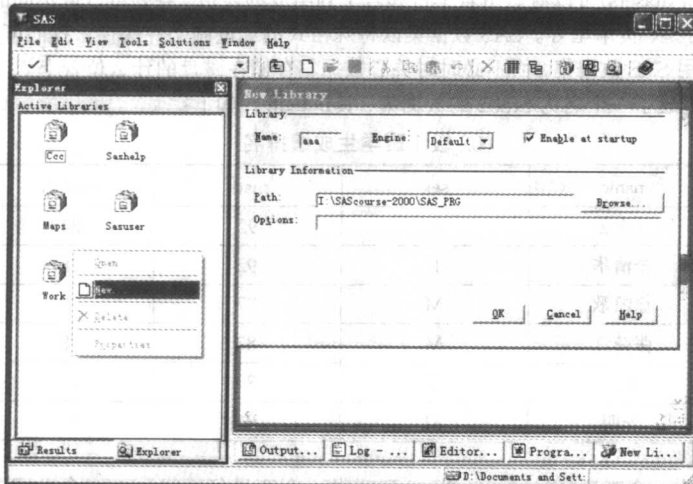 SAS
File Edit View Tools Solutions Window Help
Explorer
Active Libraries
Ccc
Sashelp
Maps
Sasuser
Work
Open
New
Delete
Properties
Results
Explorer
New Library
Library
Name: aaa
Engine: Default
Enable at startup
Library Information
Path: I:\SAScourse-2000\SAS_PRG
Browse...
Options:
OK
Cancel
Help
Output...
Log - ...
Editor...
Progra...
New Li...
D:\Documents and Sett: